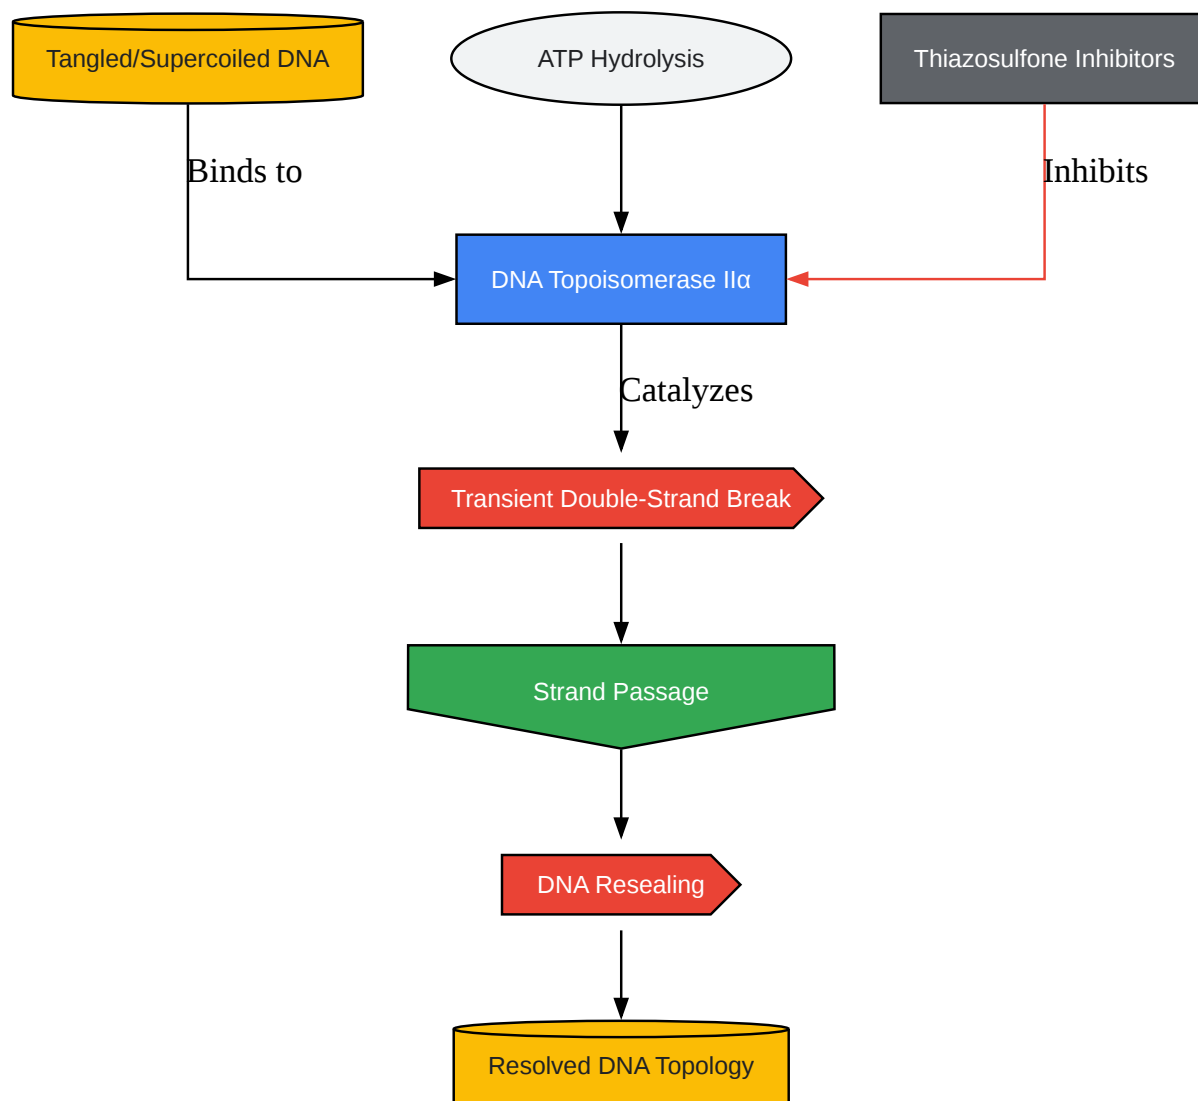 Tangled/Supercoiled DNA
ATP Hydrolysis
Thiazosulfone Inhibitors
Binds to
Inhibits
DNA Topoisomerase IIα
Catalyzes
Transient Double-Strand Break
Strand Passage
DNA Resealing
Resolved DNA Topology